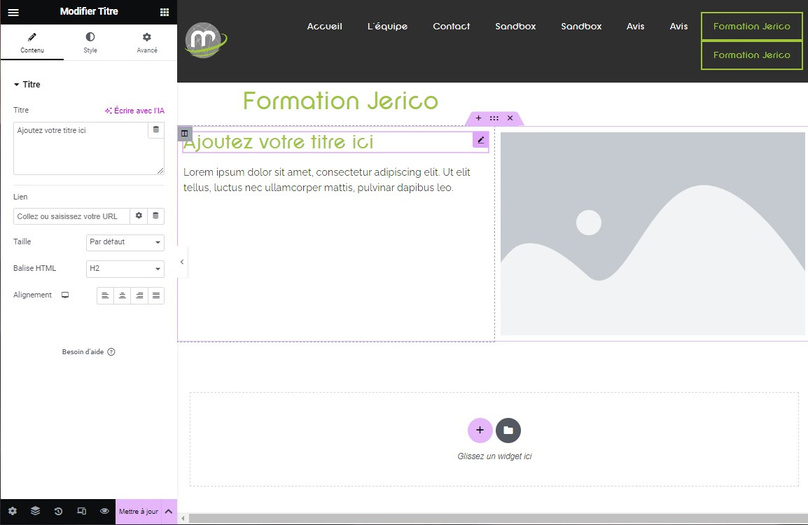 Modifier Titre
Contenu
Style
Avancé
Titre
Titre
Écrire avec l'IA
Ajoutez votre titre ici
Lien
Collez ou saisissez votre URL
Taille
Par défaut
Balise HTML
H2
Alignement
Besoin d'aide ?
Mettre à jour
m
Accueil
L'équipe
Contact
Sandbox
Sandbox
Avis
Avis
Formation Jerico
Formation Jerico
Formation Jerico
Ajoutez votre titre ici
Lorem ipsum dolor sit amet, consectetur adipiscing elit. Ut elit
tellus, luctus nec ullamcorper mattis, pulvinar dapibus leo.
Glissez un widget ici